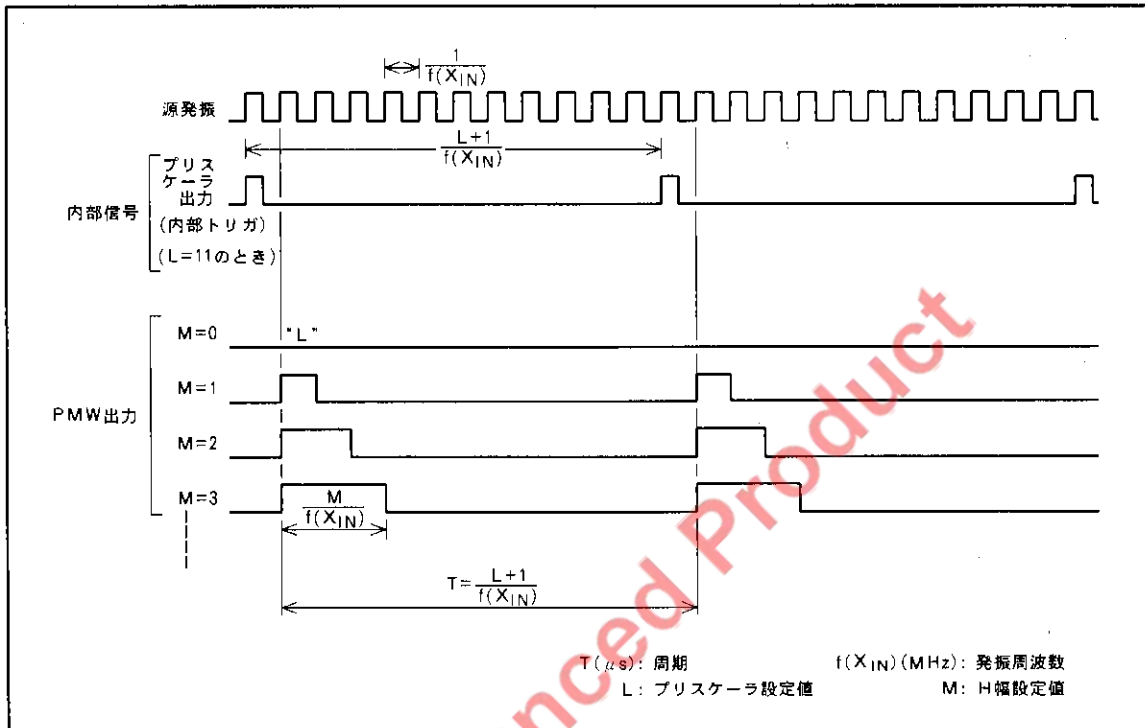 1
f(XIN)
源発振
L+1
f(XIN)
内部信号
プリス
ケーラ
出力
(内部トリガ)
(L=11のとき)
PMW出力
M=0 "L"
M=1
M=2
M=3
M
f(XIN)
T=L+1
f(XIN)
T(μs): 周期 f(XIN)(MHz): 発振周波数
L: プリスケーラ設定値 M: H幅設定値
nced Product